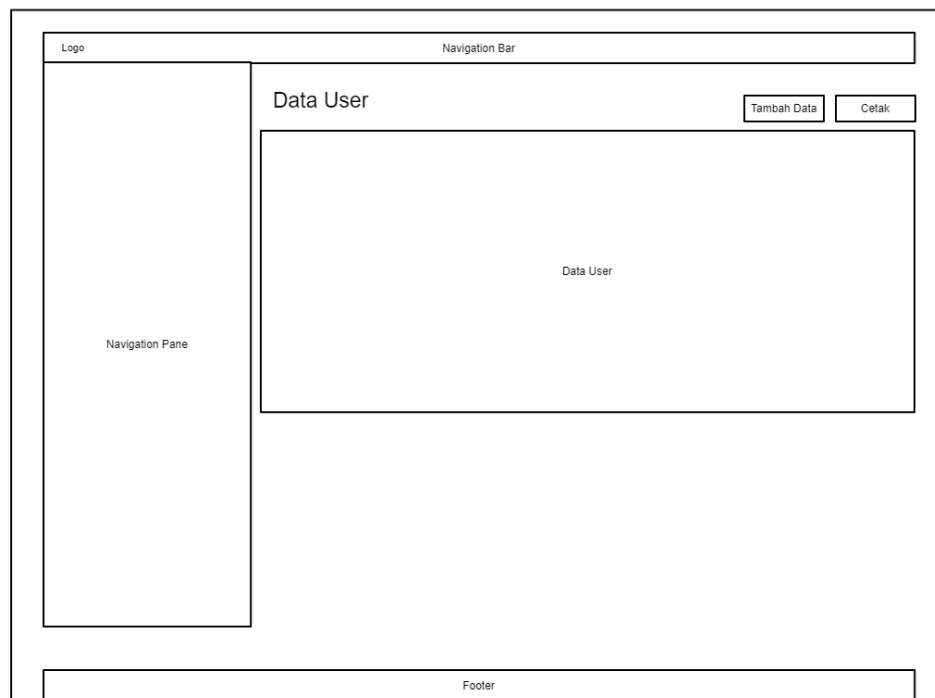 Logo
Navigation Bar
Data User
Tambah Data
Cetak
Data User
Navigation Pane
Footer